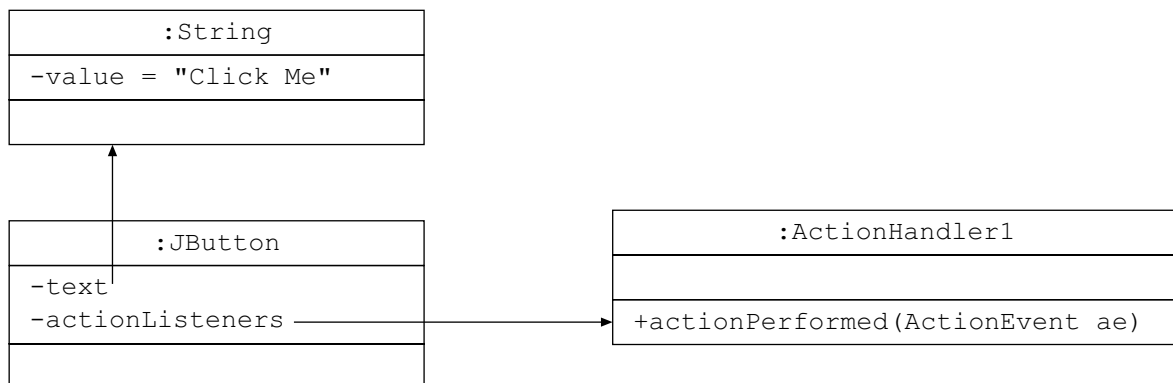 :String
-value = "Click Me"
:JButton
-text
-actionListeners
:ActionHandler1
+actionPerformed(ActionEvent ae)